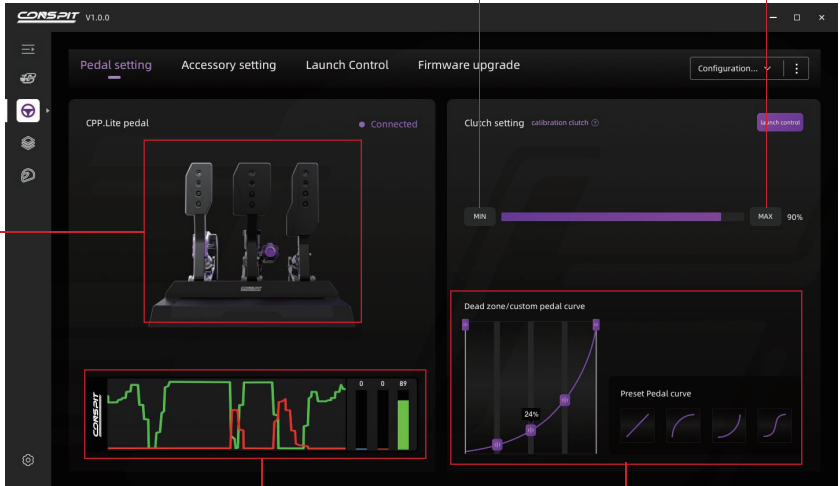 CONSPIT V1.0.0
Pedal setting Accessory setting Launch Control Firmware upgrade Configuration...
CPP.Lite pedal Connected
Clutch setting calibration clutch ? launch control
MIN MAX 90%
CONSPIT
Dead zone/custom pedal curve
0 0 89
CONSPIT
24%
Preset Pedal curve